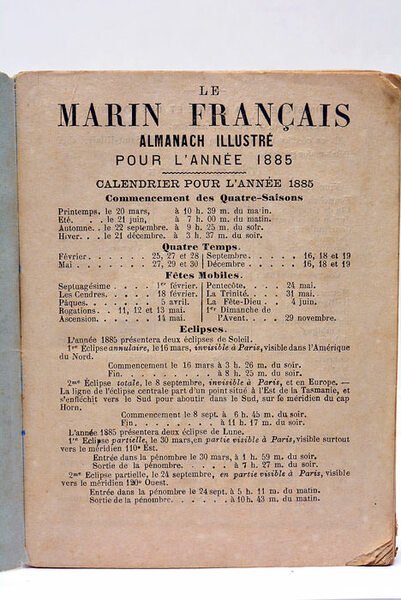 LE
MARIN FRANÇAIS
ALMANACH ILLUSTRÉ
POUR L'ANNÉE 1885
CALENDRIER POUR L'ANNÉE 1885
Commencement des Quatre-Saisons
Printemps. le 20 mars, à 10 h. 39 m. du matin.
Eté. . . le 21 juin, à 7 h. 00 m. du matin.
Automne. . le 22 septembre. à 9 h. 25 m. du soir.
Hiver. . . le 21 décembre. à 3 h. 37 m. du soir.
Quatre Temps.
Février . . . . . 25, 27 et 28 | Septembre . . . . . 16, 18 et 19
Mai . . . . . 27, 29 et 30 | Décembre . . . . . 16, 18 et 19
Fêtes Mobiles.
Septuagésime . . . . . 1er février. | Pentecôte. . . . . 24 mai.
Les Cendres. . . . . 18 février. | La Trinité. . . . . 31 mai.
Pâques. . . . . 5 avril. | La Fête-Dieu . . . . 4 juin.
Rogations . . 11, 12 et 13 mai | 1er Dimanche de
Ascension. . . . . 14 mai. | l'Avent. . . . 29 novembre.
Eclipses.
L'année 1885 présentera deux éclipses de Soleil.
1re Eclipse annulaire, le 16 mars, invisible à Paris, visible dans l'Amérique
du Nord.
Commencement le 16 mars à 3 h. 26 m. du soir.
Fin. . . . . à 8 h. 25 m. du soir.
2me Éclipse totale, le 8 septembre, invisible à Paris, et en Europe. —
La ligne de l'éclipse centrale part d'un point situé à l'Est de la Tasmanie, et
s'enfléchit vers le Sud pour aboutir dans le Sud, sur le méridien du cap
Horn.
Commencement le 8 sept. à 6 h. 45 m. du soir.
Fin. . . . . . à 11 h. 17 m. du soir.
L'année 1885 présentera deux éclipse de Lune.
1re Eclipse partielle, le 30 mars, en partie visible à Paris, visible surtout
vers le méridien 110e Est.
Entrée dans la pénombre le 30 mars, à 1 h. 59 m. du soir.
Sortie de la pénombre. . . . . à 7 h. 27 m. du soir.
2me Eclipse partielle, le 24 septembre, en partie visible à Paris, visible
vers le méridien 120e Ouest.
Entrée dans la pénombre le 24 sept. à 5 h. 11 m. du matin.
Sortie de la pénombre. . . . . à 10 h. 43 m. du matin.